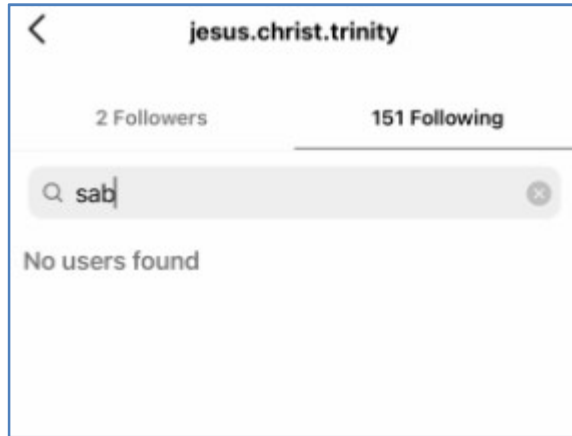 jesus.christ.trinity
2 Followers 151 Following
sab
No users found